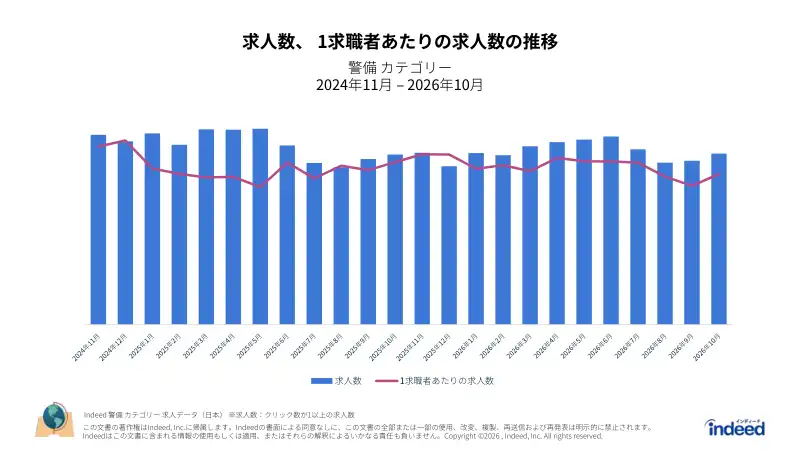 求人数、 1求職者あたりの求人数の推移
警備 カテゴリー
2024年11月 – 2026年10月
2024年11月
2024年12月
2025年1月
2025年2月
2025年3月
2025年4月
2025年5月
2025年6月
2025年7月
2025年8月
2025年9月
2025年10月
2025年11月
2025年12月
2026年1月
2026年2月
2026年3月
2026年4月
2026年5月
2026年6月
2026年7月
2026年8月
2026年9月
2026年10月
求人数
1求職者あたりの求人数
Indeed 警備 カテゴリー 求人データ（日本） ※求人数：クリック数が1以上の求人数
この文書の著作権はIndeed, Inc.に帰属します。Indeedの書面による同意なしに、この文書の全部または一部の使用、改変、複製、再送信および再発表は明示的に禁止されます。
Indeedはこの文書に含まれる情報の使用もしくは適用、またはそれらの解釈によるいかなる責任も負いません。Copyright ©2026 , Indeed, Inc. All rights reserved.
インディード
indeed